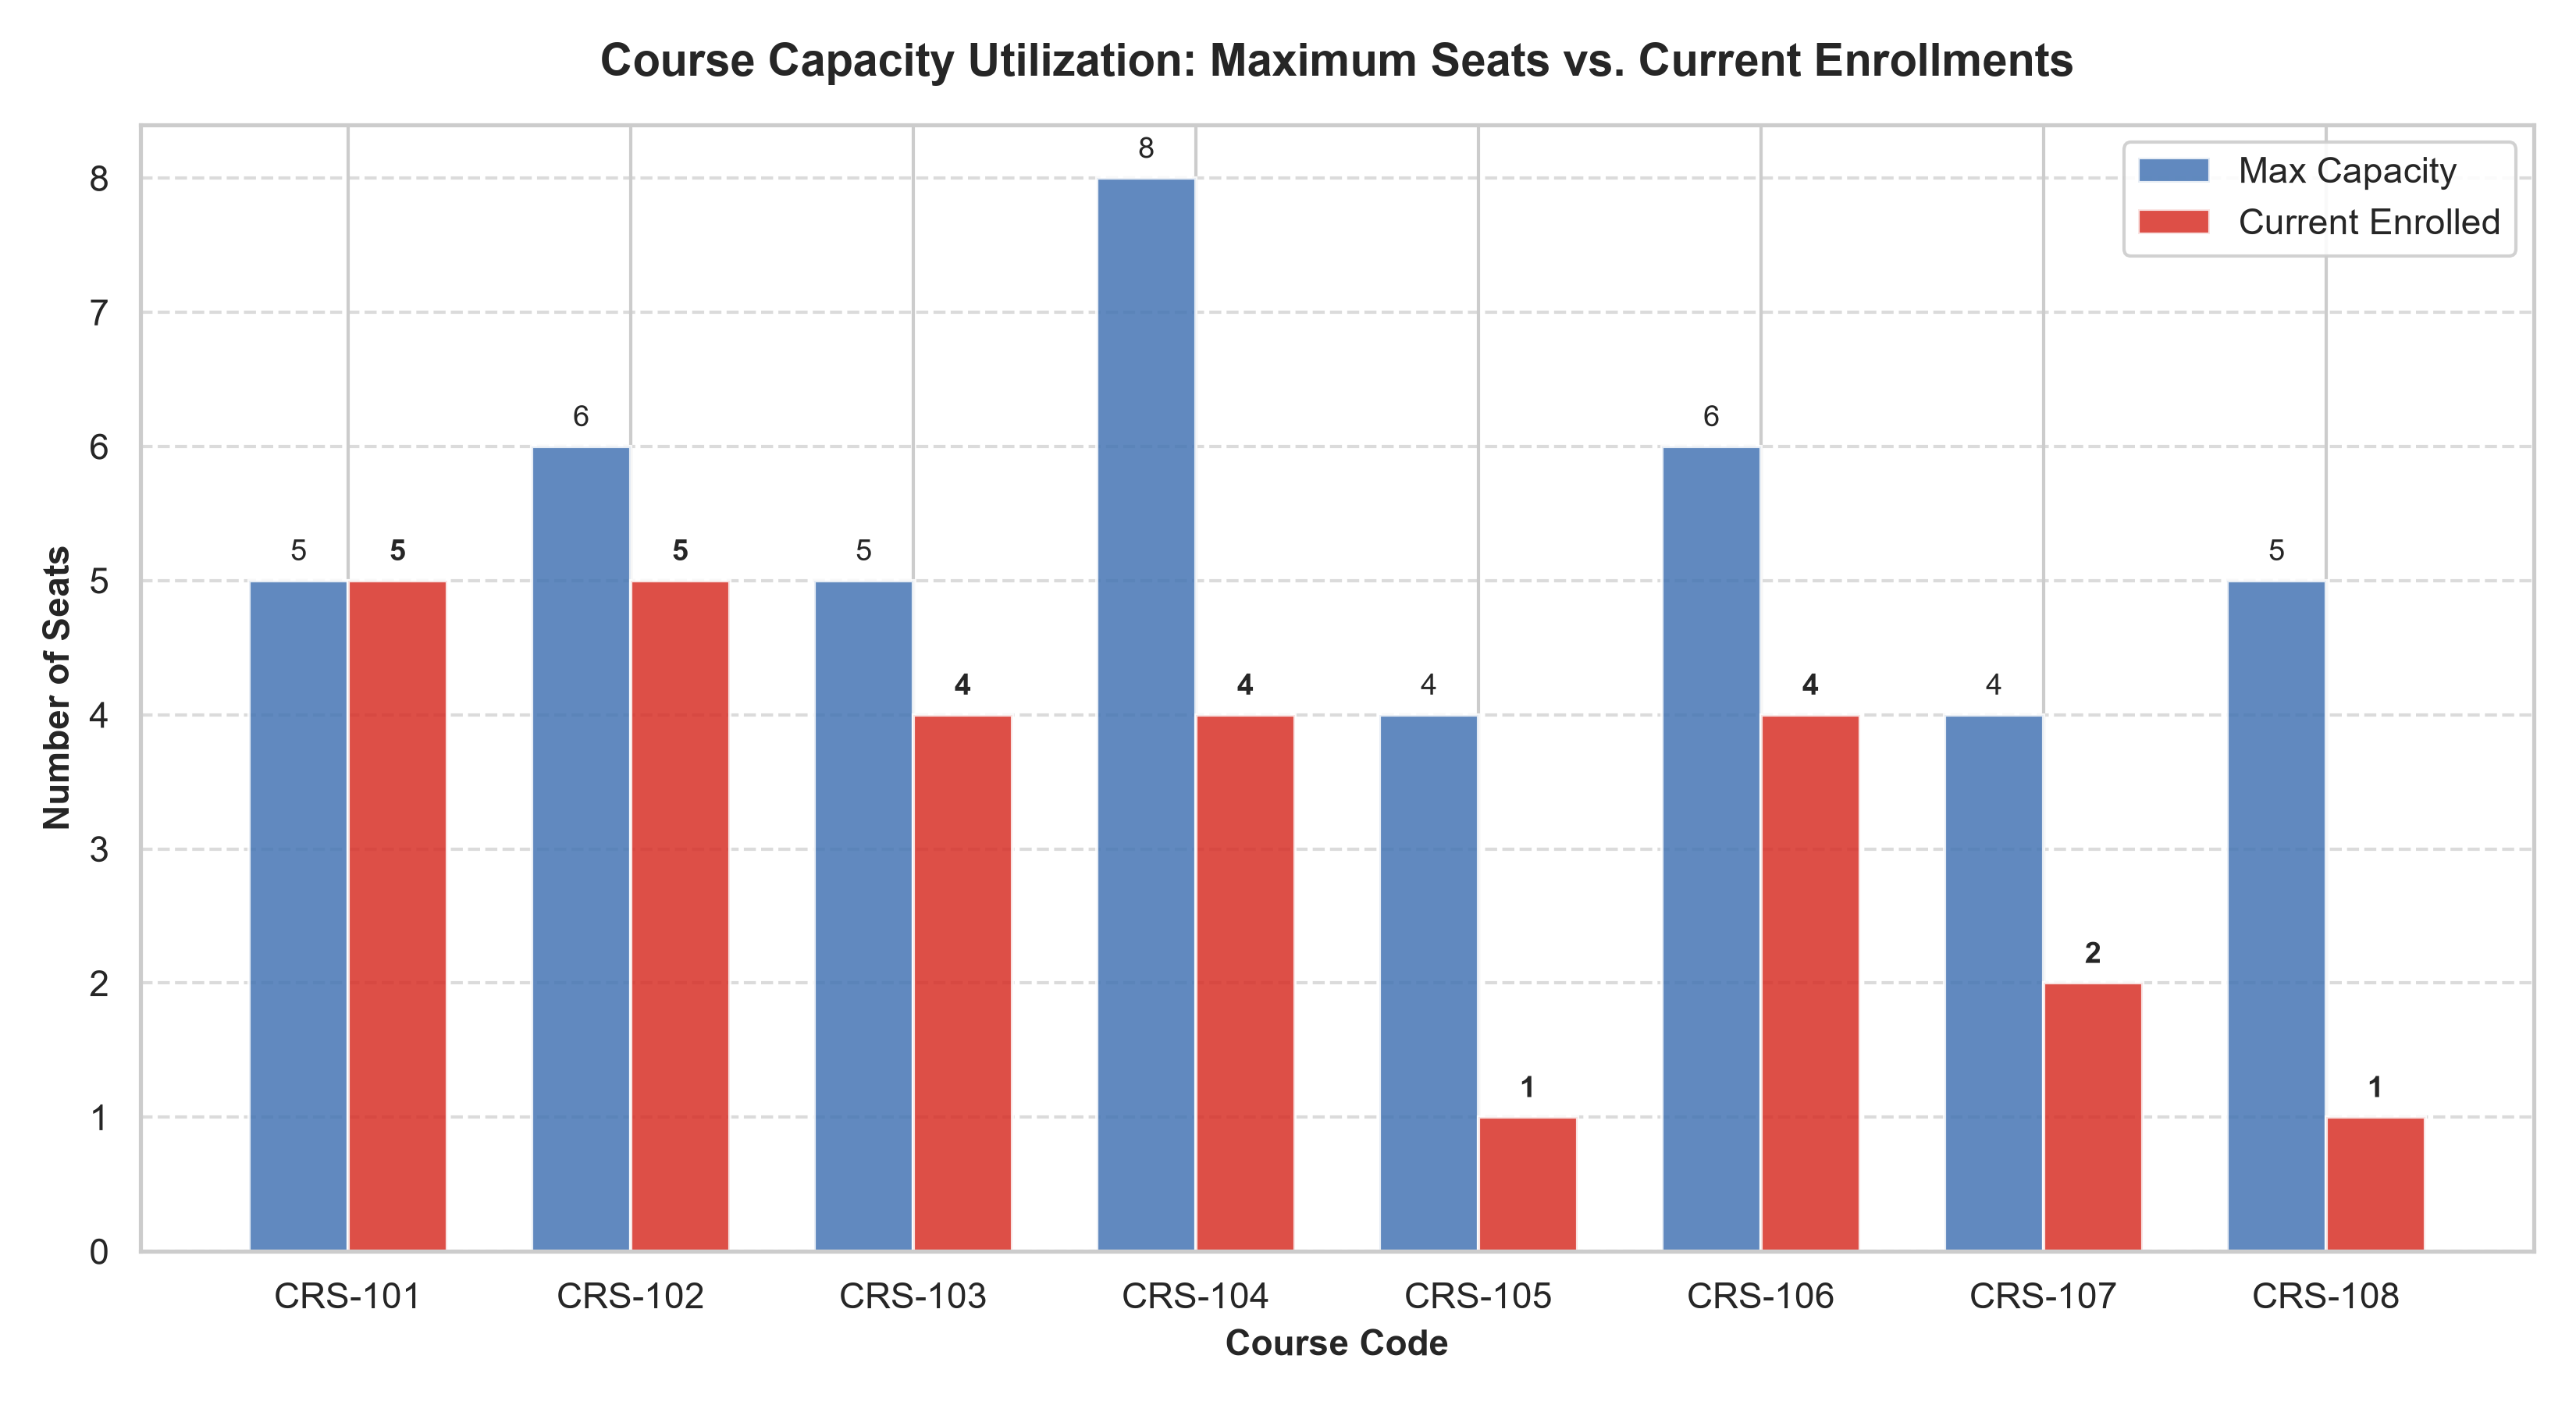 Course Capacity Utilization: Maximum Seats vs. Current Enrollments
Max Capacity
Current Enrolled
Number of Seats
8
7
6
5
4
3
2
1
0
5
5
6
5
5
4
8
4
4
1
6
4
4
2
5
1
CRS-101
CRS-102
CRS-103
CRS-104
CRS-105
CRS-106
CRS-107
CRS-108
Course Code